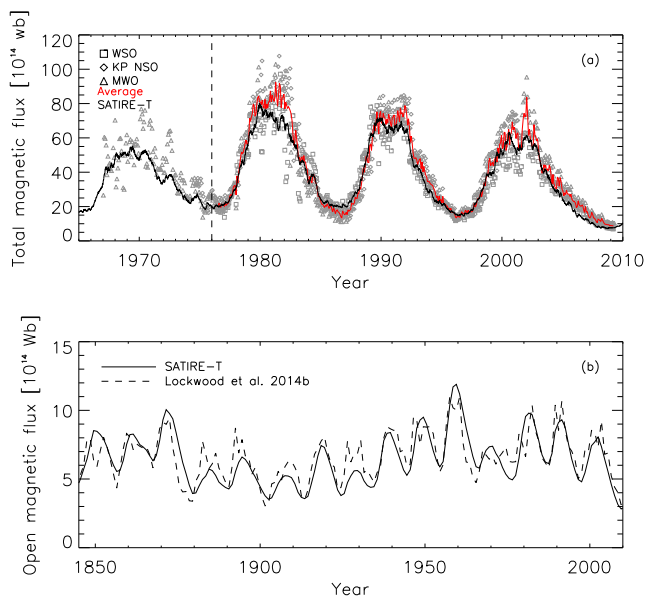 Total magnetic flux [10¹⁴ wb]
120
100
80
60
40
20
0
WSO
KP NSO
MWO
Average
SATIRE-T
(a)
1970 1980 1990 2000 2010
Year
Open magnetic flux [10¹⁴ Wb]
15
10
5
0
SATIRE-T
Lockwood et al. 2014b
(b)
1850 1900 1950 2000
Year